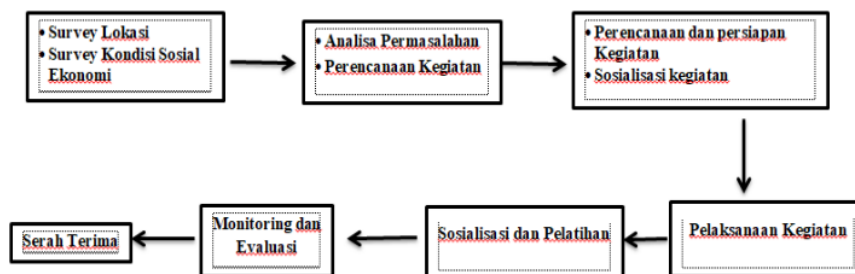 • Survey Lokasi
• Survey Kondisi Sosial
Ekonomi
• Analisa Permasalahan
• Perencanaan Kegiatan
• Perencanaan dan persiapan
Kegiatan
• Sosialisasi kegiatan
Pelaksanaan Kegiatan
Sosialisasi dan Pelatihan
Monitoring dan
Evaluasi
Serah Terima